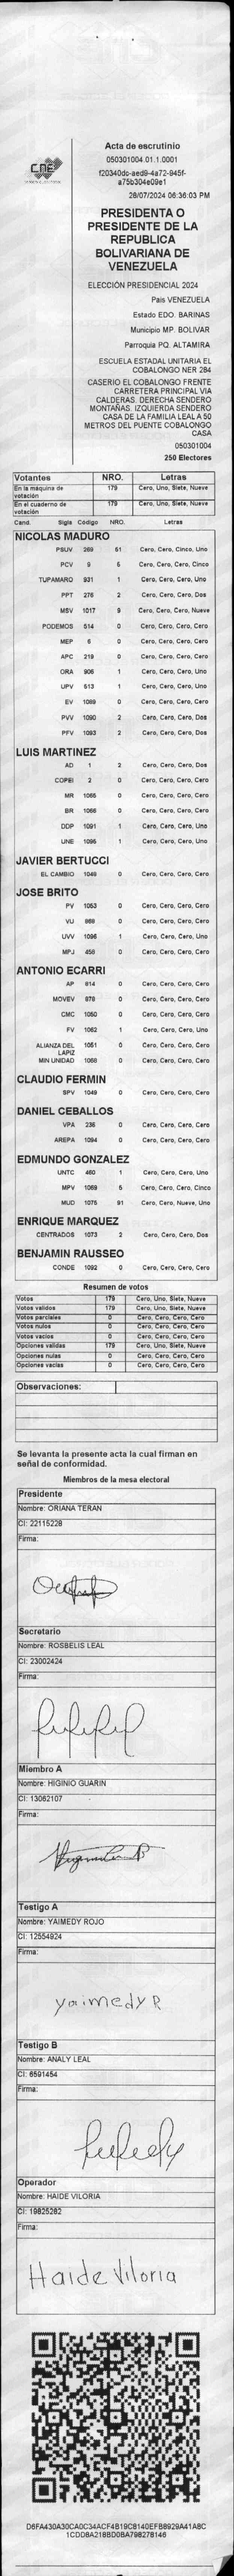 CNE
Acta de escrutinio
050301004.01.1.0001
f20340dc-aed9-4a72-945f-
a75b304e09e1
28/07/2024 06:36:03 PM
PRESIDENTA O
PRESIDENTE DE LA
REPUBLICA
BOLIVARIANA DE
VENEZUELA
ELECCIÓN PRESIDENCIAL 2024
País VENEZUELA
Estado EDO. BARINAS
Municipio MP. BOLIVAR
Parroquia PQ. ALTAMIRA
ESCUELA ESTADAL UNITARIA EL
COBALONGO NER 284
CASERIO EL COBALONGO FRENTE
CARRETERA PRINCIPAL VIA
CALDERAS. DERECHA SENDERO
MONTAÑAS. IZQUIERDA SENDERO
CASA DE LA FAMILIA LEAL A 50
METROS DEL PUENTE COBALONGO
CASA
050301004
250 Electores
Votantes NRO. Letras
En la máquina de votación 179 Cero, Uno, Siete, Nueve
En el cuaderno de votación 179 Cero, Uno, Siete, Nueve
Cand. Sigla Código NRO. Letras
NICOLAS MADURO
PSUV 269 51 Cero, Cero, Cinco, Uno
PCV 9 5 Cero, Cero, Cero, Cinco
TUPAMARO 931 1 Cero, Cero, Cero, Uno
PPT 276 2 Cero, Cero, Cero, Dos
MSV 1017 9 Cero, Cero, Cero, Nueve
PODEMOS 514 0 Cero, Cero, Cero, Cero
MEP 6 0 Cero, Cero, Cero, Cero
APC 219 0 Cero, Cero, Cero, Cero
ORA 906 1 Cero, Cero, Cero, Uno
UPV 513 1 Cero, Cero, Cero, Uno
EV 1089 0 Cero, Cero, Cero, Cero
PVV 1090 2 Cero, Cero, Cero, Dos
PFV 1093 2 Cero, Cero, Cero, Dos
LUIS MARTINEZ
AD 1 2 Cero, Cero, Cero, Dos
COPEI 2 0 Cero, Cero, Cero, Cero
MR 1065 0 Cero, Cero, Cero, Cero
BR 1066 0 Cero, Cero, Cero, Cero
DDP 1091 1 Cero, Cero, Cero, Uno
UNE 1095 1 Cero, Cero, Cero, Uno
JAVIER BERTUCCI
EL CAMBIO 1048 0 Cero, Cero, Cero, Cero
JOSE BRITO
PV 1053 0 Cero, Cero, Cero, Cero
VU 969 0 Cero, Cero, Cero, Cero
UVV 1096 1 Cero, Cero, Cero, Uno
MPJ 458 0 Cero, Cero, Cero, Cero
ANTONIO ECARRI
AP 814 0 Cero, Cero, Cero, Cero
MOVEV 979 0 Cero, Cero, Cero, Cero
CMC 1050 0 Cero, Cero, Cero, Cero
FV 1062 1 Cero, Cero, Cero, Uno
ALIANZA DEL LAPIZ 1051 0 Cero, Cero, Cero, Cero
MIN UNIDAD 1058 0 Cero, Cero, Cero, Cero
CLAUDIO FERMIN
SPV 1049 0 Cero, Cero, Cero, Cero
DANIEL CEBALLOS
VPA 236 0 Cero, Cero, Cero, Cero
AREPA 1094 0 Cero, Cero, Cero, Cero
EDMUNDO GONZALEZ
UNTC 460 1 Cero, Cero, Cero, Uno
MPV 1069 5 Cero, Cero, Cero, Cinco
MUD 1075 91 Cero, Cero, Nueve, Uno
ENRIQUE MARQUEZ
CENTRADOS 1073 2 Cero, Cero, Cero, Dos
BENJAMIN RAUSSEO
CONDE 1092 0 Cero, Cero, Cero, Cero
Resumen de votos
Votos 179 Cero, Uno, Siete, Nueve
Votos validos 179 Cero, Uno, Siete, Nueve
Votos parciales 0 Cero, Cero, Cero, Cero
Votos nulos 0 Cero, Cero, Cero, Cero
Votos vacios 0 Cero, Cero, Cero, Cero
Opciones validas 179 Cero, Uno, Siete, Nueve
Opciones nulas 0 Cero, Cero, Cero, Cero
Opciones vacias 0 Cero, Cero, Cero, Cero
Observaciones:
Se levanta la presente acta la cual firman en
señal de conformidad.
Miembros de la mesa electoral
Presidente
Nombre: ORIANA TERAN
CI: 22115228
Firma:
Secretario
Nombre: ROSBELIS LEAL
CI: 23002424
Firma:
Miembro A
Nombre: HIGINIO GUARIN
CI: 13062107
Firma:
Testigo A
Nombre: YAIMEDY ROJO
CI: 12554924
Firma:
yaimedy R
Testigo B
Nombre: ANALY LEAL
CI: 6591454
Firma:
Operador
Nombre: HAIDE VILORIA
CI: 19825282
Firma:
Haide Viloria
D6FA430A30CA0C34ACF4B19C8140EFB8929A41A8C
1CDD8A21BBD0BA798278146